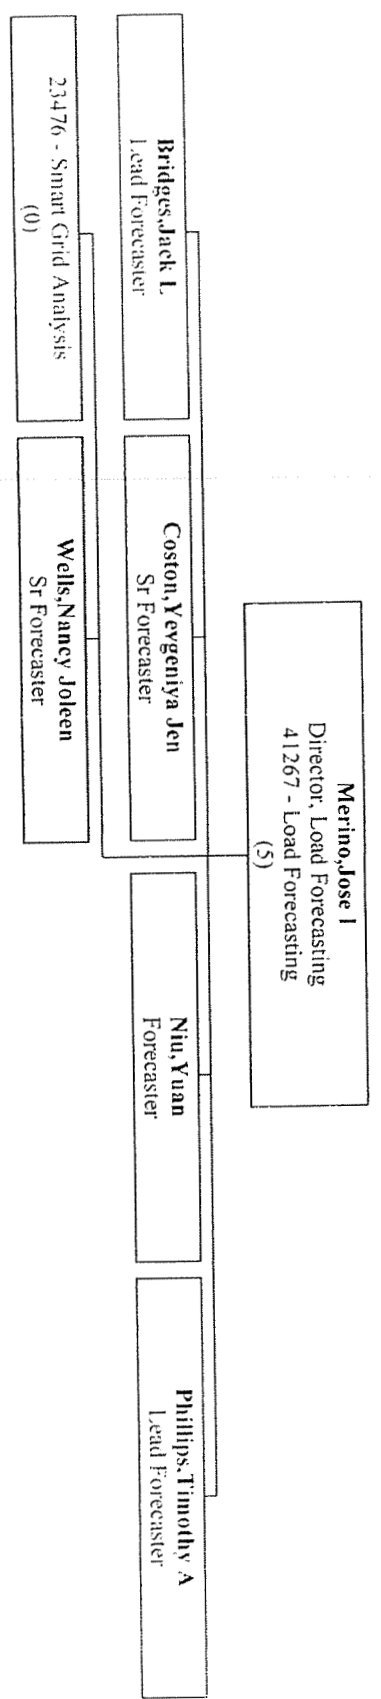 Merino,Jose I
Director, Load Forecasting
41267 - Load Forecasting
(5)
Bridges,Jack L
Lead Forecaster
Coston,Yevgeniya Jen
Sr Forecaster
Niu,Yuan
Forecaster
Phillips,Timothy A
Lead Forecaster
23476 - Smart Grid Analysis
(0)
Wells,Nancy Joleen
Sr Forecaster